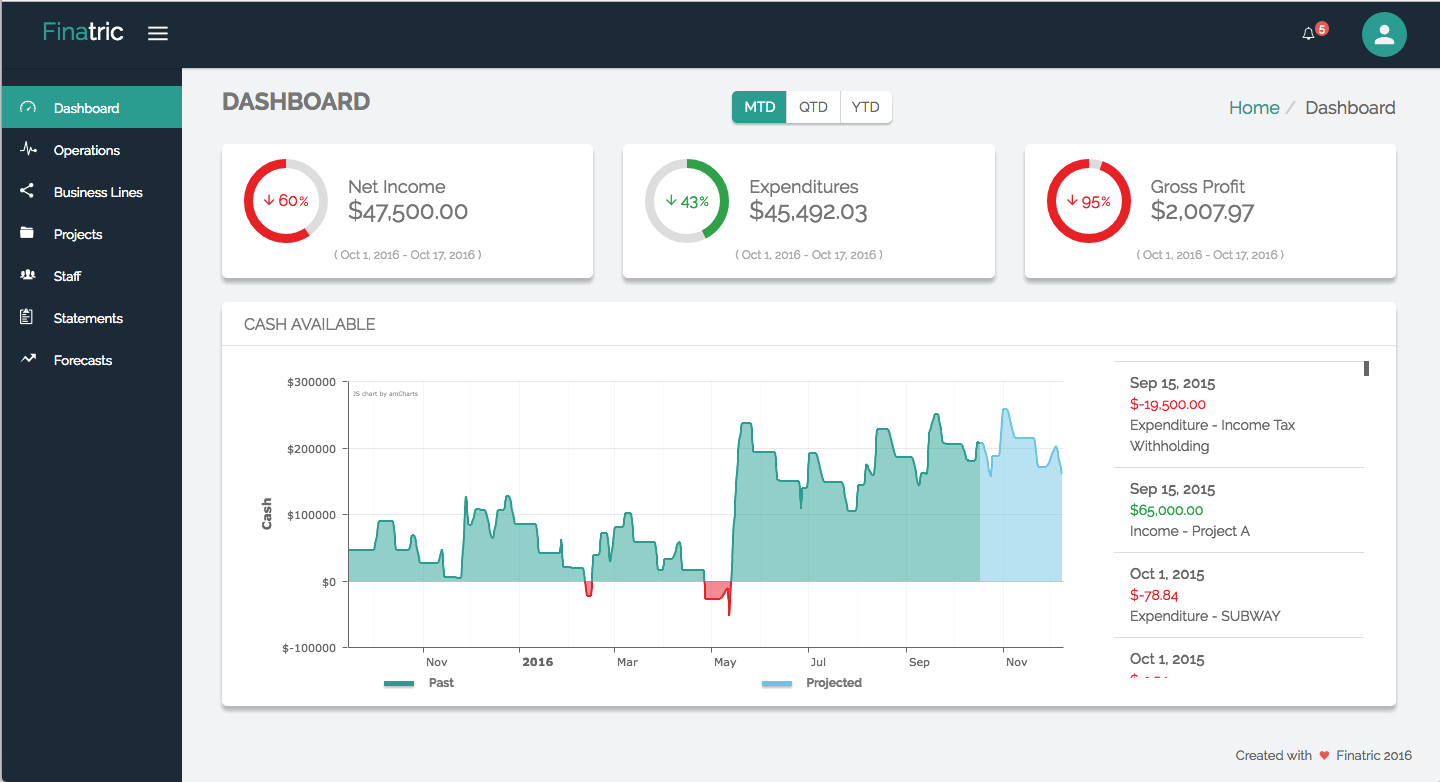 Finatric
5
Dashboard
Operations
Business Lines
Projects
Staff
Statements
Forecasts
DASHBOARD
MTD QTD YTD
Home / Dashboard
60%
Net Income
$47,500.00
( Oct 1, 2016 - Oct 17, 2016 )
43%
Expenditures
$45,492.03
( Oct 1, 2016 - Oct 17, 2016 )
95%
Gross Profit
$2,007.97
( Oct 1, 2016 - Oct 17, 2016 )
CASH AVAILABLE
JS chart by amCharts
Cash
$300000
$200000
$100000
$0
$-100000
Nov 2016 Mar May Jul Sep Nov
Past Projected
Sep 15, 2015
$-19,500.00
Expenditure - Income Tax
Withholding
Sep 15, 2015
$65,000.00
Income - Project A
Oct 1, 2015
$-78.84
Expenditure - SUBWAY
Oct 1, 2015
Created with ♥ Finatric 2016